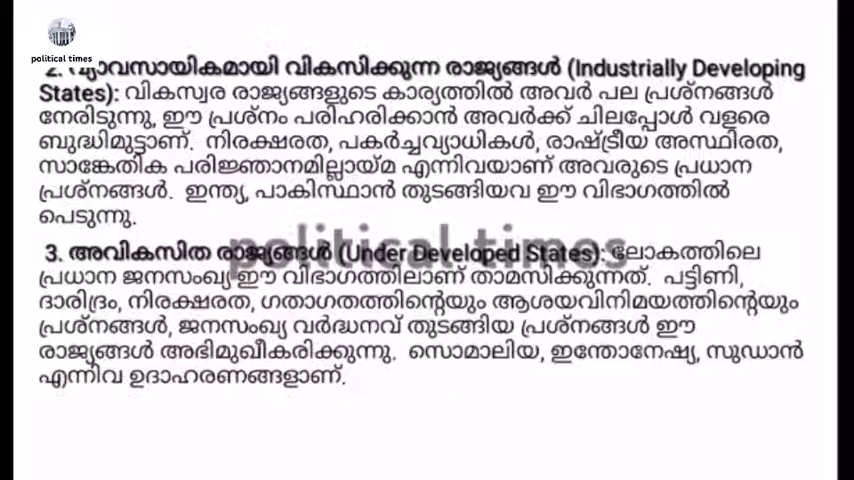 political times
2. വ്യാവസായികമായി വികസിക്കുന്ന രാജ്യങ്ങൾ (Industrially Developing
States): വികസ്വര രാജ്യങ്ങളുടെ കാര്യത്തിൽ അവർ പല പ്രശ്നങ്ങൾ
നേരിടുന്നു, ഈ പ്രശ്നം പരിഹരിക്കാൻ അവർക്ക് ചിലപ്പോൾ വളരെ
ബുദ്ധിമുട്ടാണ്. നിരക്ഷരത, പകർച്ചവ്യാധികൾ, രാഷ്ട്രീയ അസ്ഥിരത,
സാങ്കേതിക പരിജ്ഞാനമില്ലായ്മ എന്നിവയാണ് അവരുടെ പ്രധാന
പ്രശ്നങ്ങൾ. ഇന്ത്യ, പാകിസ്ഥാൻ തുടങ്ങിയവ ഈ വിഭാഗത്തിൽ
പെടുന്നു.
political times
3. അവികസിത രാജ്യങ്ങൾ (Under Developed States): ലോകത്തിലെ
പ്രധാന ജനസംഖ്യ ഈ വിഭാഗത്തിലാണ് താമസിക്കുന്നത്. പട്ടിണി,
ദാരിദ്രം, നിരക്ഷരത, ഗതാഗതത്തിന്റെയും ആശയവിനിമയത്തിന്റെയും
പ്രശ്നങ്ങൾ, ജനസംഖ്യ വർദ്ധനവ് തുടങ്ങിയ പ്രശ്നങ്ങൾ ഈ
രാജ്യങ്ങൾ അഭിമുഖീകരിക്കുന്നു. സൊമാലിയ, ഇന്തോനേഷ്യ, സുഡാൻ
എന്നിവ ഉദാഹരണങ്ങളാണ്.